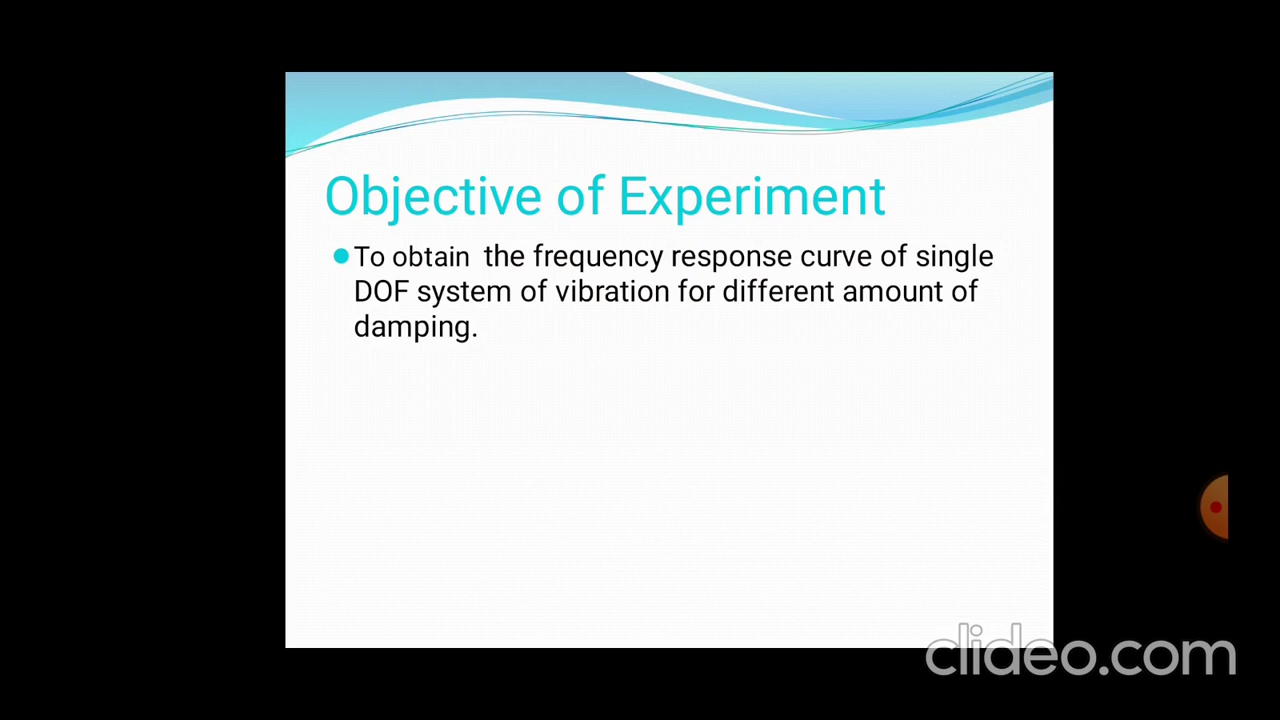 Objective of Experiment
To obtain the frequency response curve of single
DOF system of vibration for different amount of
damping.
clideo.com